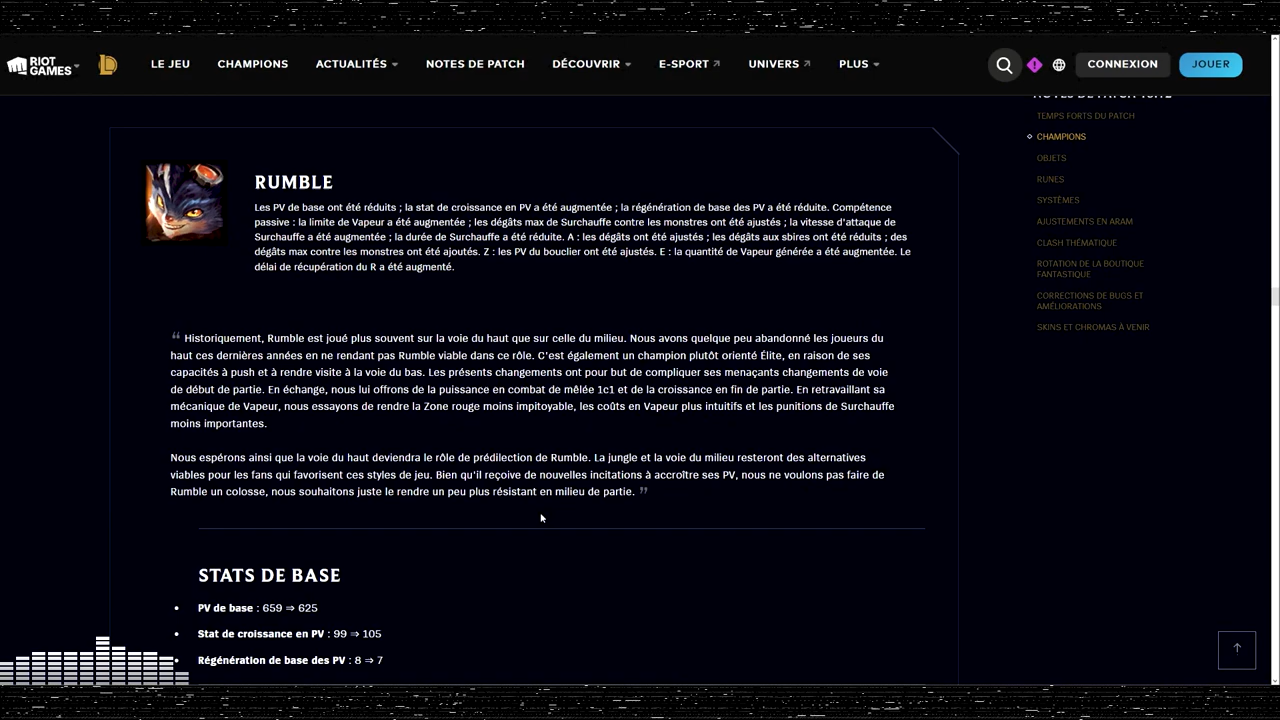 RIOT GAMES
LE JEU
CHAMPIONS
ACTUALITÉS
NOTES DE PATCH
DÉCOUVRIR
E-SPORT
UNIVERS
PLUS
CONNEXION
JOUER
RUMBLE
Les PV de base ont été réduits ; la stat de croissance en PV a été augmentée ; la régénération de base des PV a été réduite. Compétence
passive : la limite de Vapeur a été augmentée ; les dégâts max de Surchauffe contre les monstres ont été ajustés ; la vitesse d'attaque de
Surchauffe a été augmentée ; la durée de Surchauffe a été réduite. A : les dégâts ont été ajustés ; les dégâts aux sbires ont été réduits ; des
dégâts max contre les monstres ont été ajoutés. Z : les PV du bouclier ont été ajustés. E : la quantité de Vapeur générée a été augmentée. Le
délai de récupération du R a été augmenté.
“ Historiquement, Rumble est joué plus souvent sur la voie du haut que sur celle du milieu. Nous avons quelque peu abandonné les joueurs du
haut ces dernières années en ne rendant pas Rumble viable dans ce rôle. C'est également un champion plutôt orienté Élite, en raison de ses
capacités à push et à rendre visite à la voie du bas. Les présents changements ont pour but de compliquer ses menaçants changements de voie
de début de partie. En échange, nous lui offrons de la puissance en combat de mêlée 1c1 et de la croissance en fin de partie. En retravaillant sa
mécanique de Vapeur, nous essayons de rendre la Zone rouge moins impitoyable, les coûts en Vapeur plus intuitifs et les punitions de Surchauffe
moins importantes.
Nous espérons ainsi que la voie du haut deviendra le rôle de prédilection de Rumble. La jungle et la voie du milieu resteront des alternatives
viables pour les fans qui favorisent ces styles de jeu. Bien qu'il reçoive de nouvelles incitations à accroître ses PV, nous ne voulons pas faire de
Rumble un colosse, nous souhaitons juste le rendre un peu plus résistant en milieu de partie. ”
STATS DE BASE
• PV de base : 659 ⇒ 625
• Stat de croissance en PV : 99 ⇒ 105
• Régénération de base des PV : 8 ⇒ 7
TEMPS FORTS DU PATCH
CHAMPIONS
OBJETS
RUNES
SYSTÈMES
AJUSTEMENTS EN ARAM
CLASH THÉMATIQUE
ROTATION DE LA BOUTIQUE
FANTASTIQUE
CORRECTIONS DE BUGS ET
AMÉLIORATIONS
SKINS ET CHROMAS À VENIR